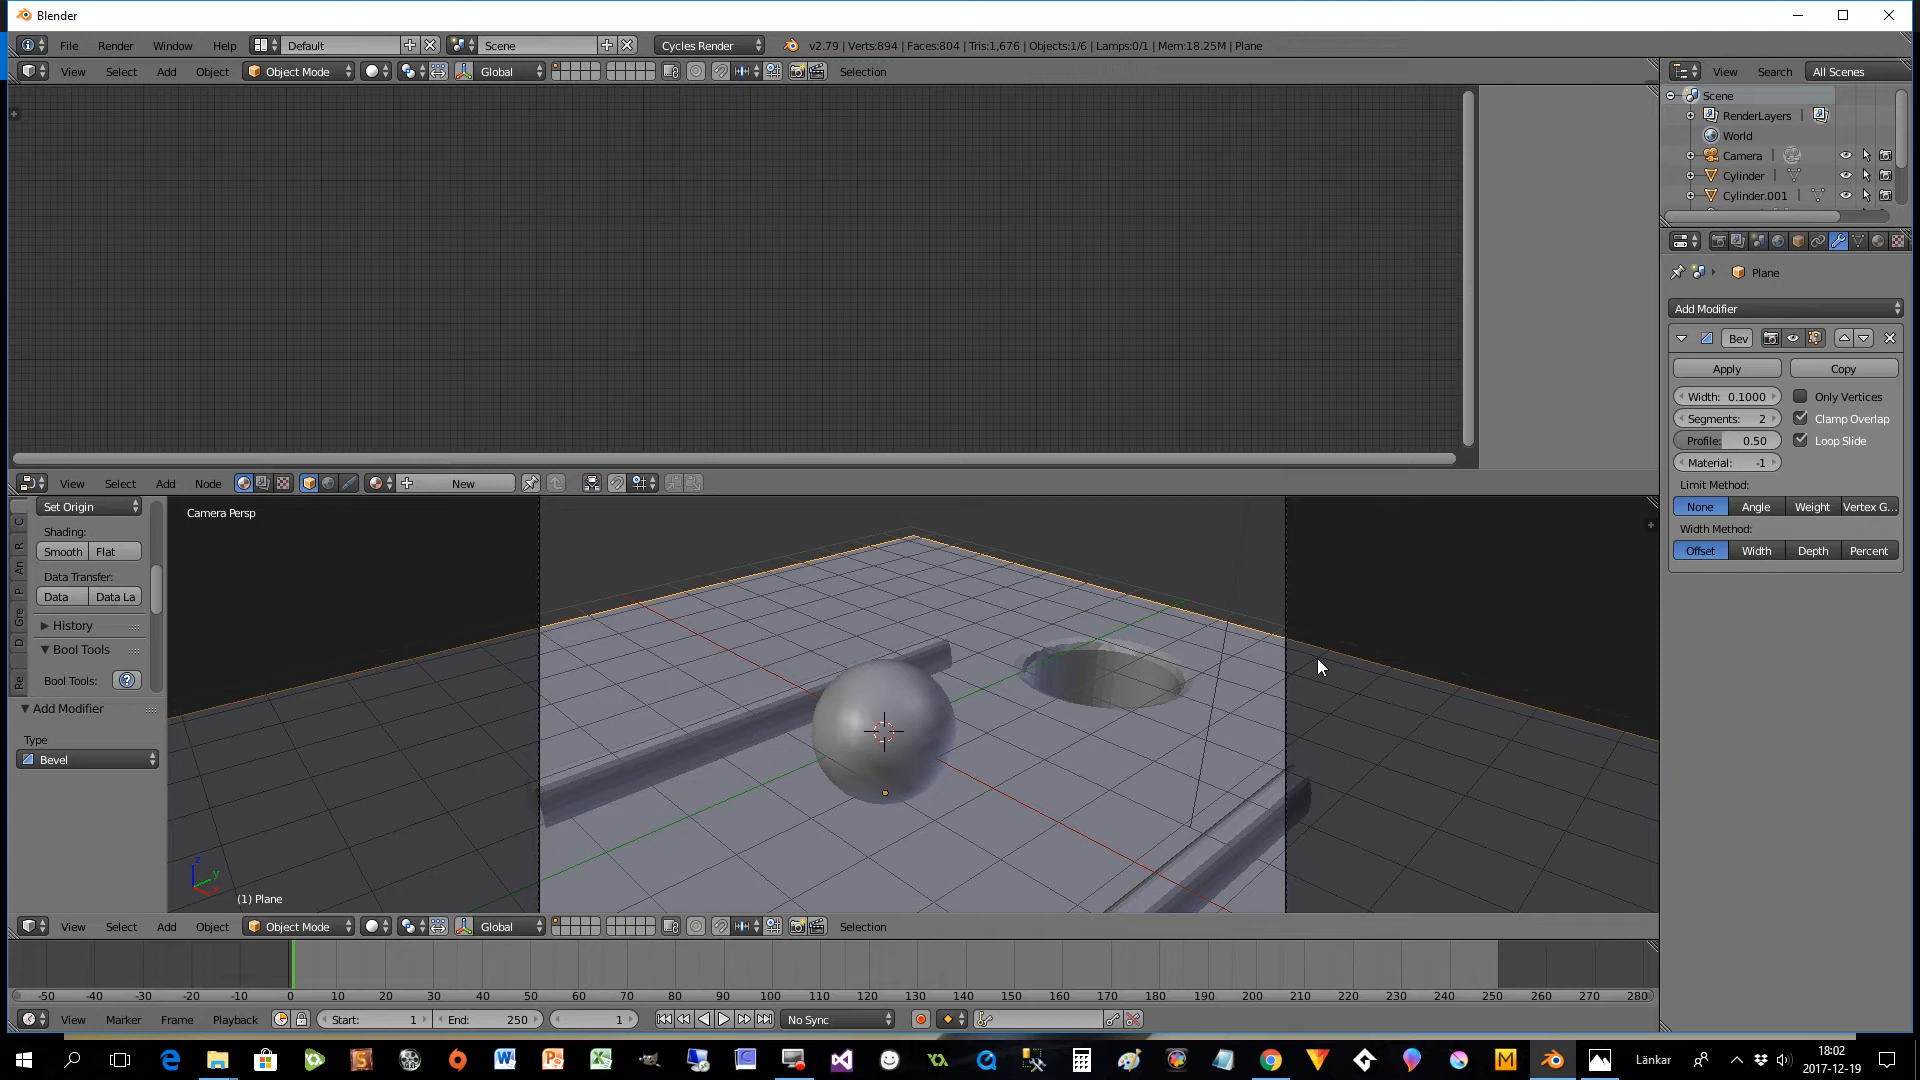 Blender
File Render Window Help Default Scene Cycles Render v2.79 | Verts:894 | Faces:804 | Tris:1,676 | Objects:1/6 | Lamps:0/1 | Mem:18.25M | Plane
View Select Add Object Object Mode Global Selection
View Search All Scenes
Scene
RenderLayers
World
Camera
Cylinder
Cylinder.001
Plane
Add Modifier
Bev
Apply Copy
Width: 0.1000 Only Vertices
Segments: 2 Clamp Overlap
Profile: 0.50 Loop Slide
Material: -1
Limit Method:
None Angle Weight Vertex G...
Width Method:
Offset Width Depth Percent
View Select Add Node New
Set Origin
Shading:
Smooth Flat
Data Transfer:
Data Data La
History
Bool Tools
Bool Tools:
Add Modifier
Type
Bevel
C
R
An
P
Gre
D
Re
Camera Persp
z
y
x
(1) Plane
View Select Add Object Object Mode Global Selection
-50 -40 -30 -20 -10 0 10 20 30 40 50 60 70 80 90 100 110 120 130 140 150 160 170 180 190 200 210 220 230 240 250 260 270 280
View Marker Frame Playback Start: 1 End: 250 1 No Sync
Länkar
18:02
2017-12-19